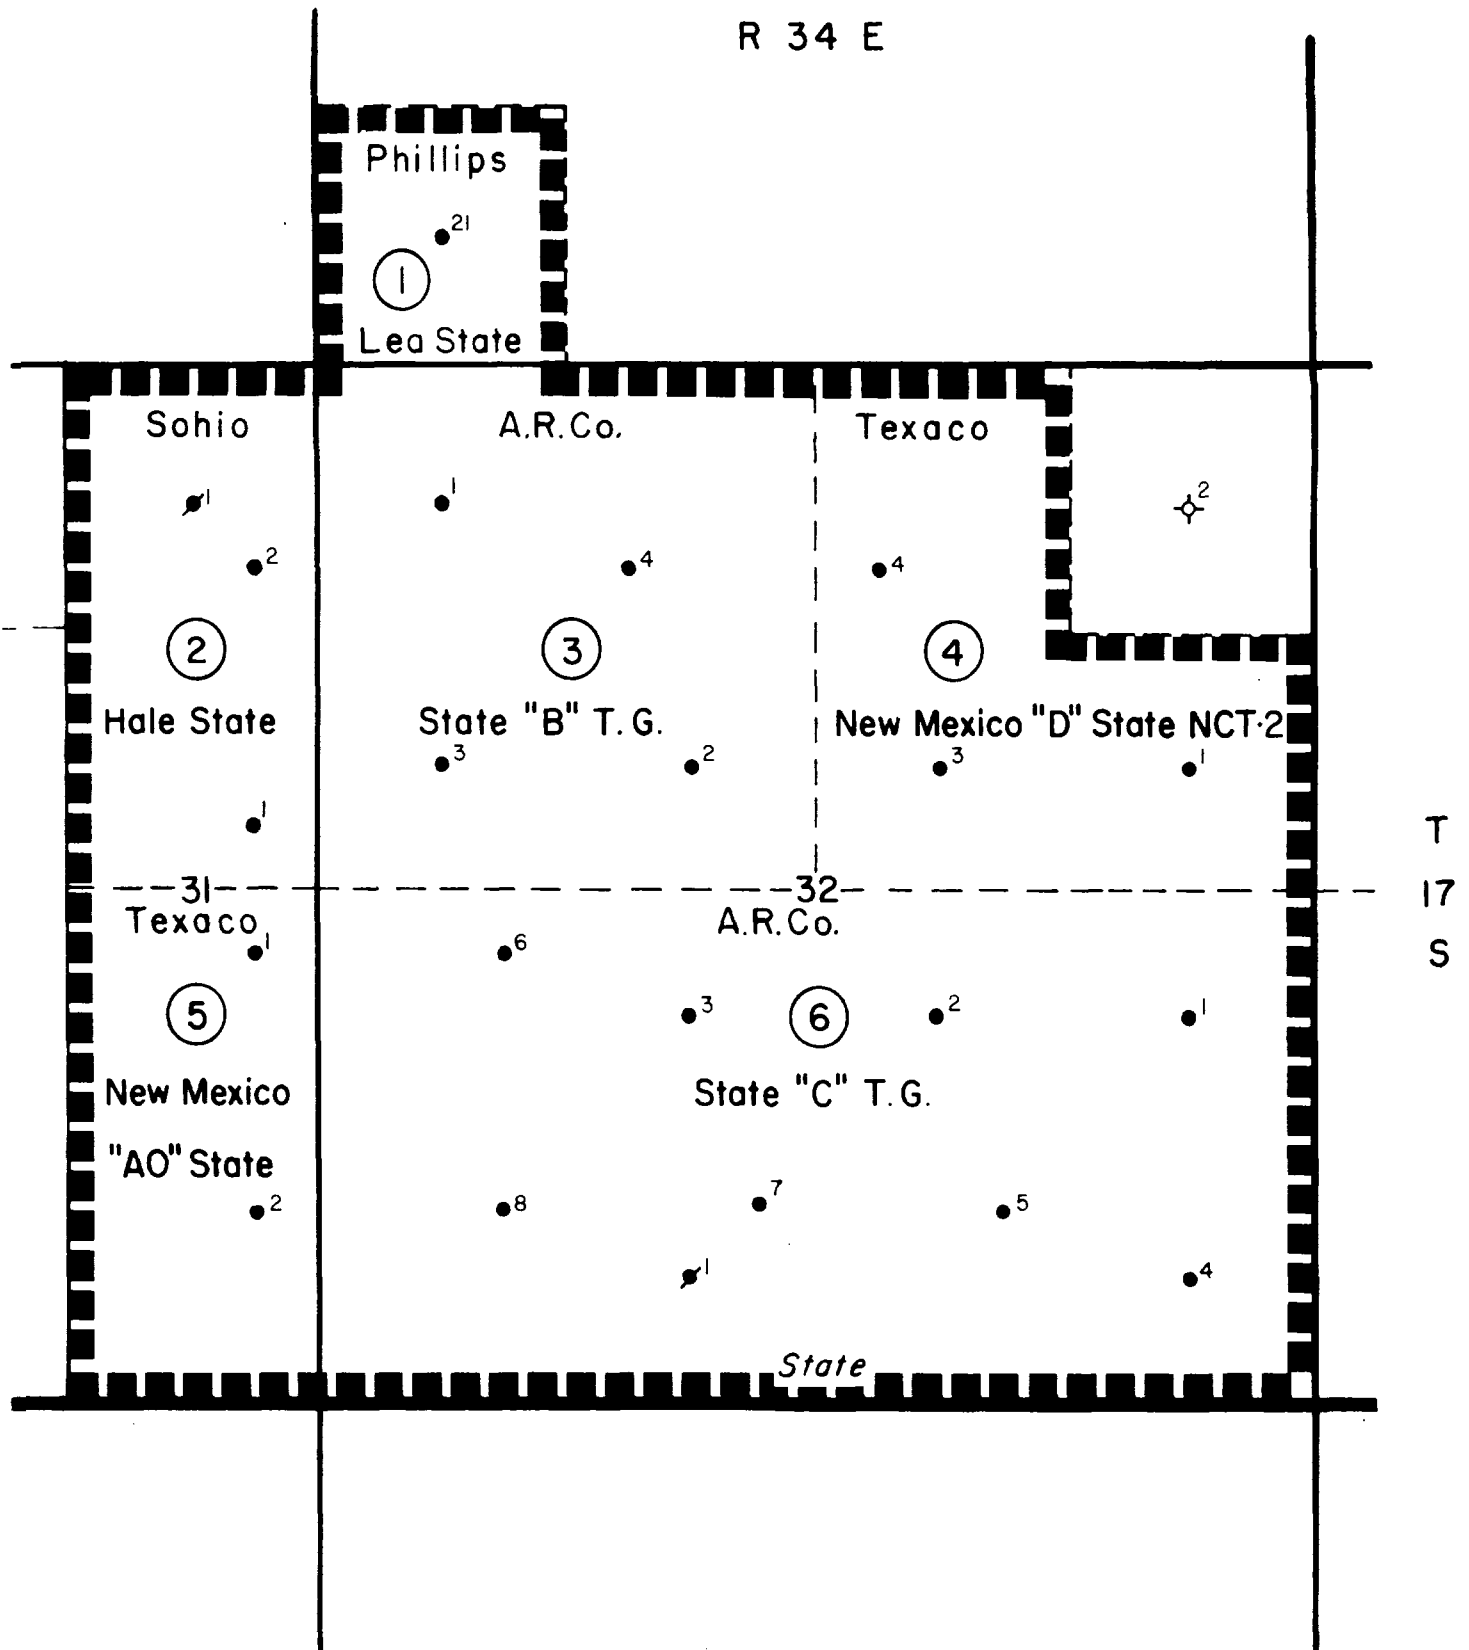 R 34 E
Phillips
21
1
Lea State
Sohio
A.R.Co.
Texaco
1
1
2
2
4
4
2
3
4
Hale State
State "B" T.G.
New Mexico "D" State NCT-2
3
2
3
1
1
T
17
S
31
32
Texaco
A.R.Co.
1
6
5
3
6
2
1
New Mexico
"AO" State
State "C" T.G.
2
8
7
5
1
4
State